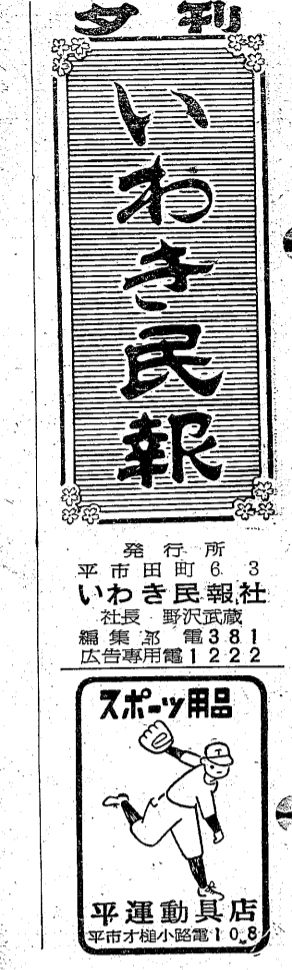 夕刊
いわき民報
発行所
平市田町63
いわき民報社
社長 野沢武蔵
編集部 電381
広告専用電1222
スポーツ用品
T
平運動具店
平市才槌小路電108